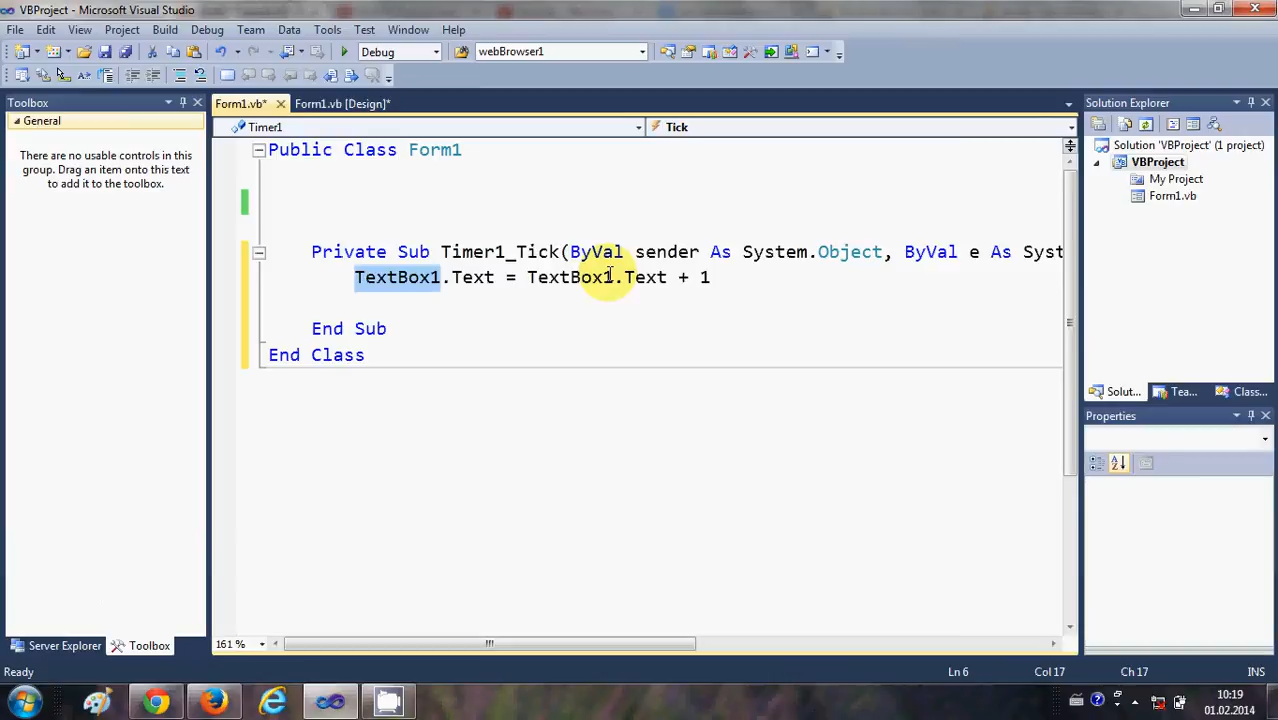 VBProject - Microsoft Visual Studio
File Edit View Project Build Debug Team Data Tools Test Window Help
Debug webBrowser1
Toolbox
General
There are no usable controls in this
group. Drag an item onto this text
to add it to the toolbox.
Server Explorer Toolbox
Form1.vb* Form1.vb [Design]*
Timer1 Tick
Public Class Form1
Private Sub Timer1_Tick(ByVal sender As System.Object, ByVal e As Syst
TextBox1.Text = TextBox1.Text + 1
End Sub
End Class
161 %
Solution Explorer
Solution 'VBProject' (1 project)
VBProject
My Project
Form1.vb
Solut... Tea... Class...
Properties
Ready Ln 6 Col 17 Ch 17 INS
10:19
01.02.2014